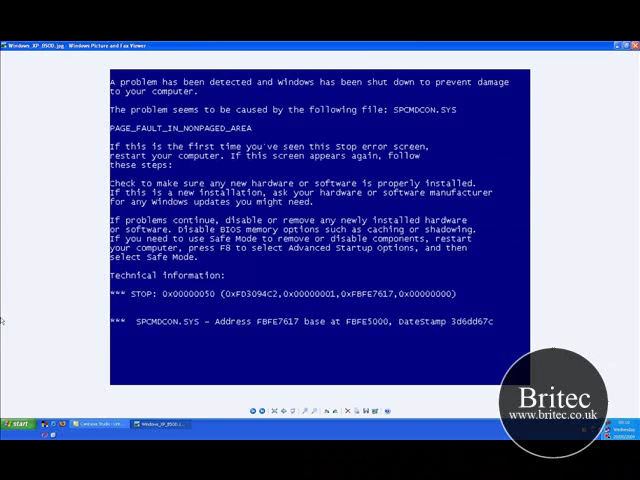 Windows_XP_BSOD.jpg - Windows Picture and Fax Viewer
A problem has been detected and Windows has been shut down to prevent damage
to your computer.
The problem seems to be caused by the following file: SPCMDCON.SYS
PAGE_FAULT_IN_NONPAGED_AREA
If this is the first time you've seen this Stop error screen,
restart your computer. If this screen appears again, follow
these steps:
Check to make sure any new hardware or software is properly installed.
If this is a new installation, ask your hardware or software manufacturer
for any Windows updates you might need.
If problems continue, disable or remove any newly installed hardware
or software. Disable BIOS memory options such as caching or shadowing.
If you need to use Safe Mode to remove or disable components, restart
your computer, press F8 to select Advanced Startup Options, and then
select Safe Mode.
Technical information:
*** STOP: 0x00000050 (0xFD3094C2,0x00000001,0xFBFE7617,0x00000000)
*** SPCMDCON.SYS - Address FBFE7617 base at FBFE5000, DateStamp 3d6dd67c
Britec
www.britec.co.uk
start
Camtasia Studio - 
Windows_XP_BSOD.j...
Wednesday